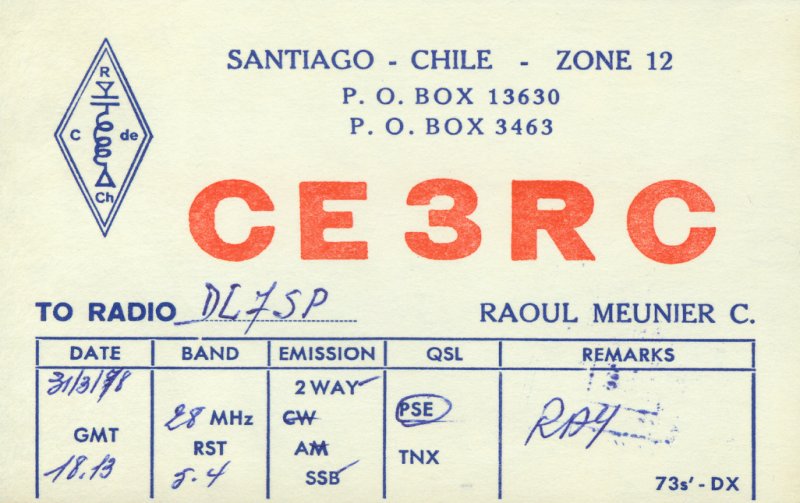 SANTIAGO - CHILE - ZONE 12
P. O. BOX 13630
P. O. BOX 3463
R
C de
Ch
CE3RC
TO RADIO DL7SP
RAOUL MEUNIER C.
DATE BAND EMISSION QSL REMARKS
31/3/78 28 MHz 2 WAY PSE RAY
GMT RST CW TNX
18.13 5.4 AM
SSB 73s' - DX